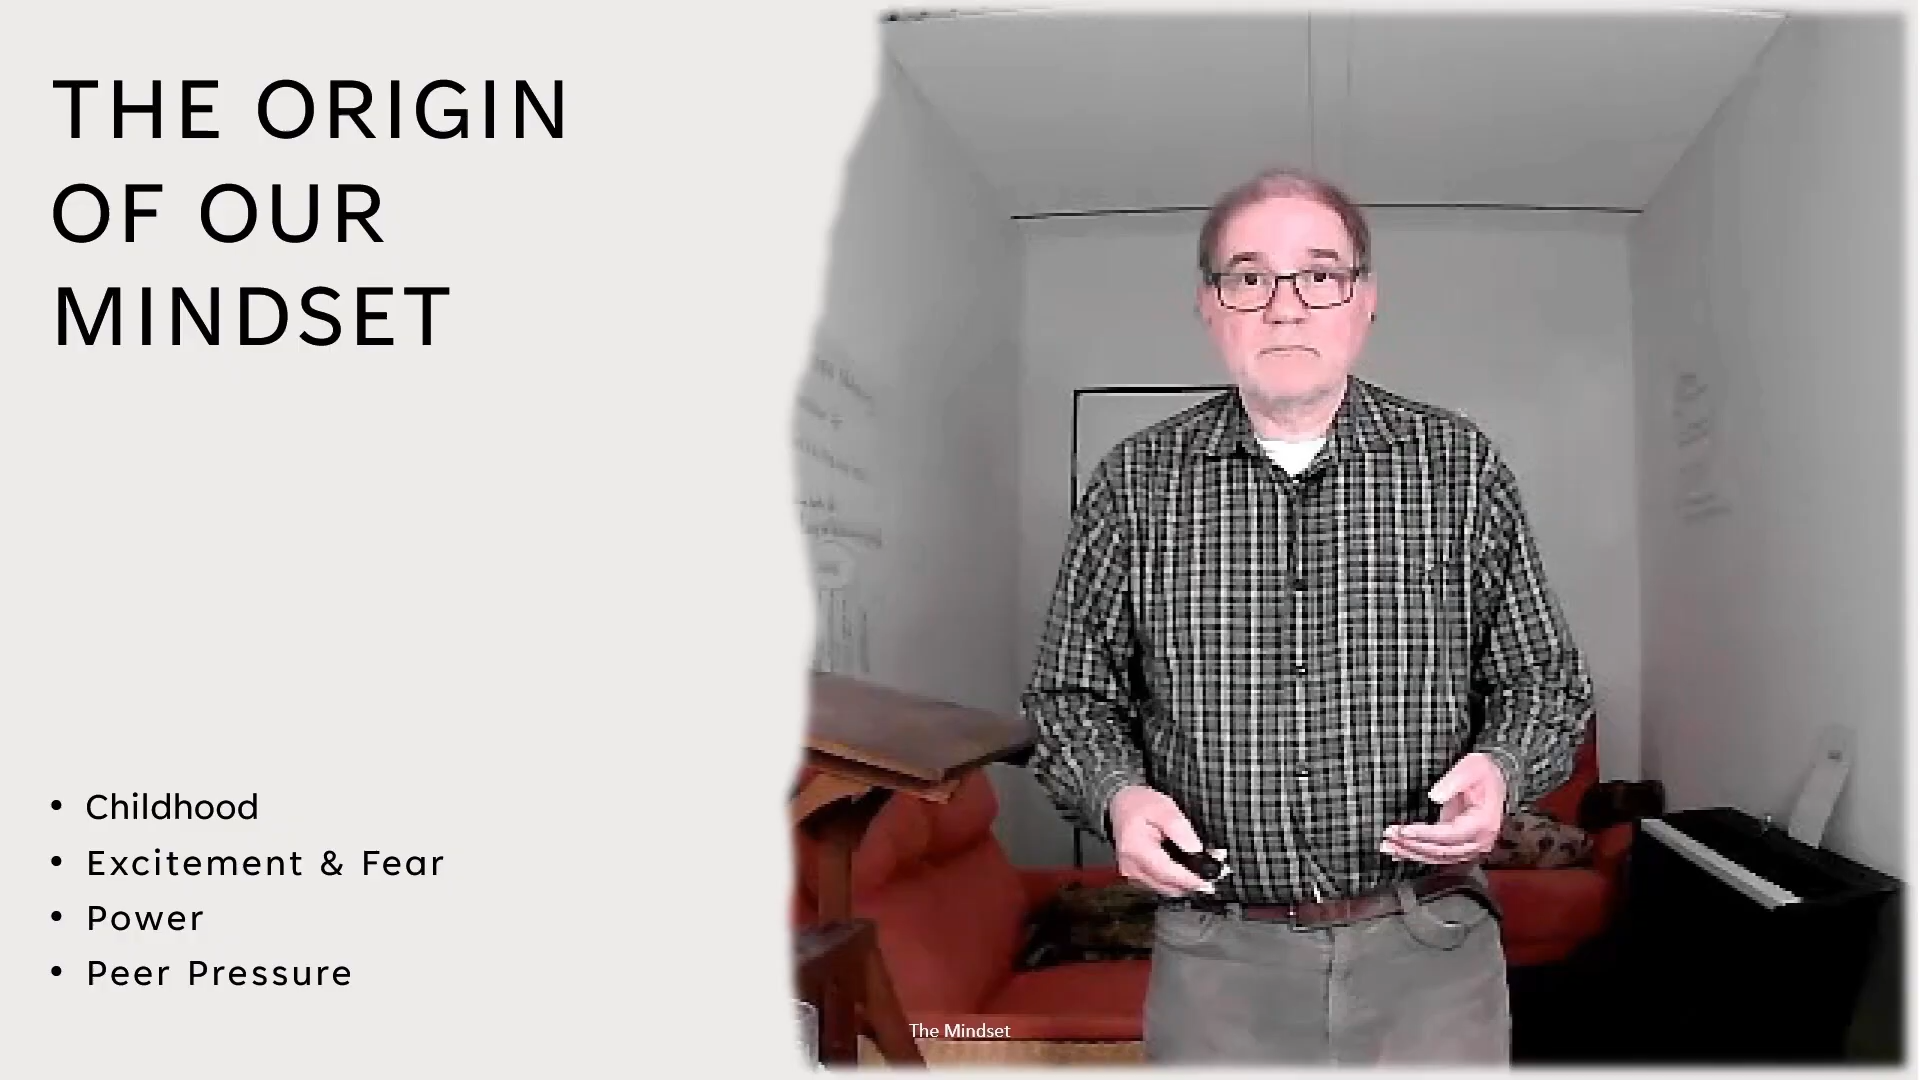 THE ORIGIN
OF OUR
MINDSET
• Childhood
• Excitement & Fear
• Power
• Peer Pressure
The Mindset